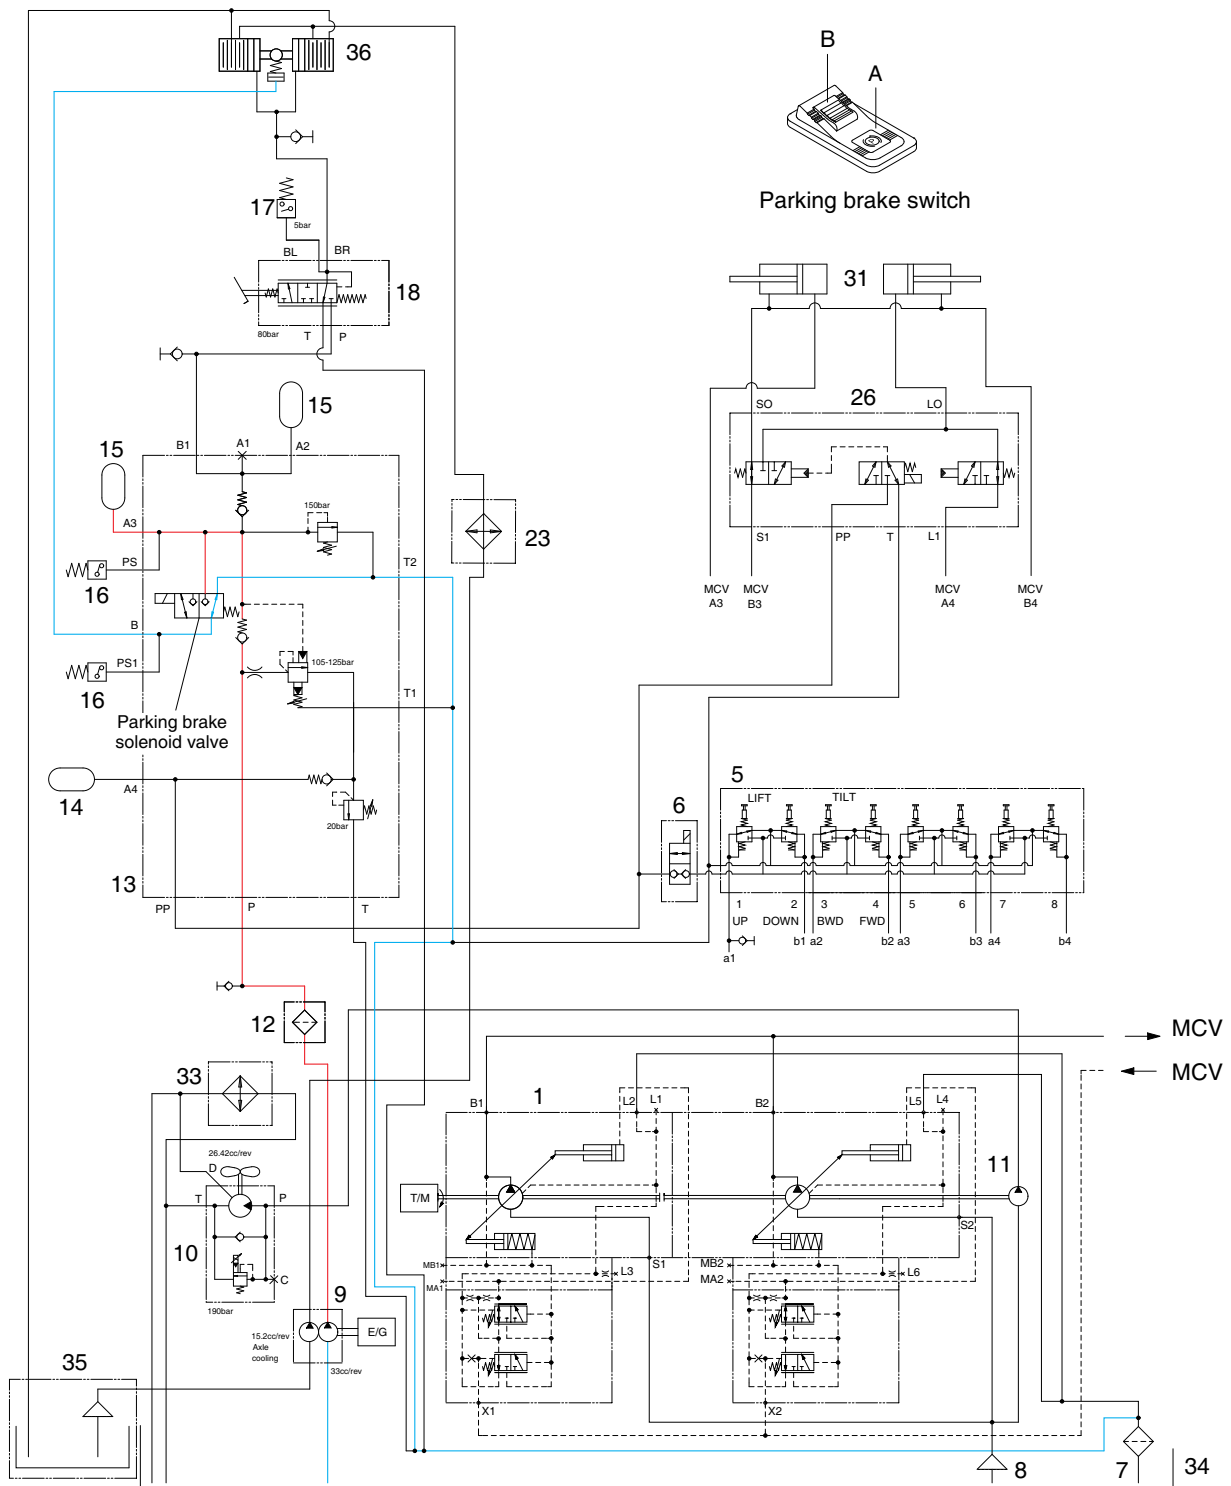 B
A
36
Parking brake switch
17
5bar
BL
BR
18
80bar
T
P
31
26
SO
LO
15
15
B1
A1
A2
150bar
A3
PS
16
T2
23
S1
PP
T
L1
MCV
A3
MCV
B3
MCV
A4
MCV
B4
B
PS1
16
105-125bar
T1
Parking brake
solenoid valve
14
A4
20bar
13
PP
P
T
5
6
LIFT
TILT
1
2
3
4
5
6
7
8
UP
DOWN
BWD
FWD
a1
b1
a2
b2
a3
b3
a4
b4
12
MCV
MCV
33
26.42cc/rev
D
T
P
10
C
190bar
B1
1
L2
L1
B2
L5
L4
11
T/M
S2
S1
MB1
MA1
L3
MB2
MA2
L6
9
15.2cc/rev
Axle
cooling
E/G
33cc/rev
35
X1
X2
8
7
34